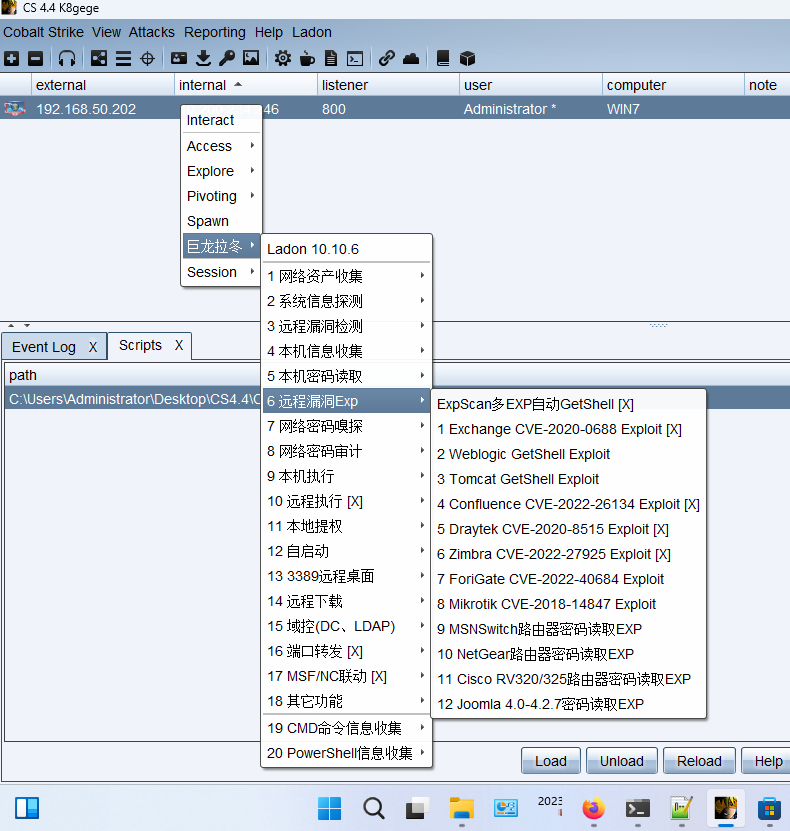 CS 4.4 K8gege
Cobalt Strike View Attacks Reporting Help Ladon
external internal listener user computer note
192.168.50.202 46 800 Administrator * WIN7
Interact
Access
Explore
Pivoting
Spawn
巨龙拉冬
Session
Ladon 10.10.6
1 网络资产收集
2 系统信息探测
3 远程漏洞检测
4 本机信息收集
5 本机密码读取
6 远程漏洞Exp
7 网络密码嗅探
8 网络密码审计
9 本机执行
10 远程执行 [X]
11 本地提权
12 自启动
13 3389远程桌面
14 远程下载
15 域控(DC、LDAP)
16 端口转发 [X]
17 MSF/NC联动 [X]
18 其它功能
19 CMD命令信息收集
20 PowerShell信息收集
ExpScan多EXP自动GetShell [X]
1 Exchange CVE-2020-0688 Exploit [X]
2 Weblogic GetShell Exploit
3 Tomcat GetShell Exploit
4 Confluence CVE-2022-26134 Exploit [X]
5 Draytek CVE-2020-8515 Exploit [X]
6 Zimbra CVE-2022-27925 Exploit [X]
7 ForiGate CVE-2022-40684 Exploit
8 Mikrotik CVE-2018-14847 Exploit
9 MSNSwitch路由器密码读取EXP
10 NetGear路由器密码读取EXP
11 Cisco RV320/325路由器密码读取EXP
12 Joomla 4.0-4.2.7密码读取EXP
Event Log X Scripts X
path
C:\Users\Administrator\Desktop\CS4.4\C
Load Unload Reload Help
2023